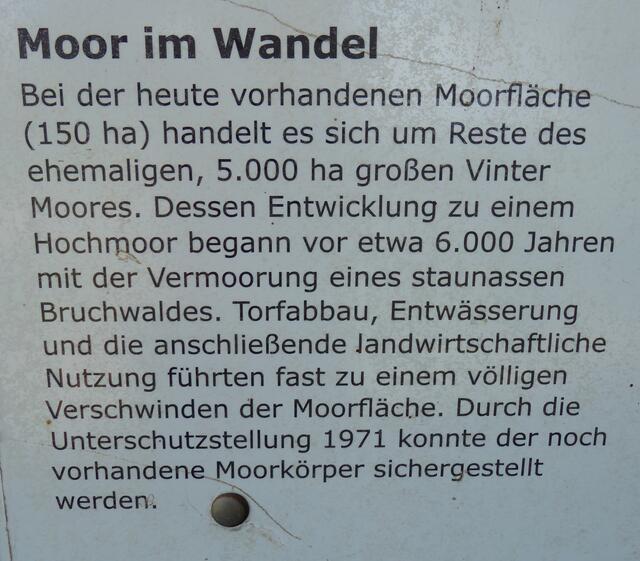 Moor im Wandel
Bei der heute vorhandenen Moorfläche
(150 ha) handelt es sich um Reste des
ehemaligen, 5.000 ha großen Vinter
Moores. Dessen Entwicklung zu einem
Hochmoor begann vor etwa 6.000 Jahren
mit der Vermoorung eines staunassen
Bruchwaldes. Torfabbau, Entwässerung
und die anschließende landwirtschaftliche
Nutzung führten fast zu einem völligen
Verschwinden der Moorfläche. Durch die
Unterschutzstellung 1971 konnte der noch
vorhandene Moorkörper sichergestellt
werden.